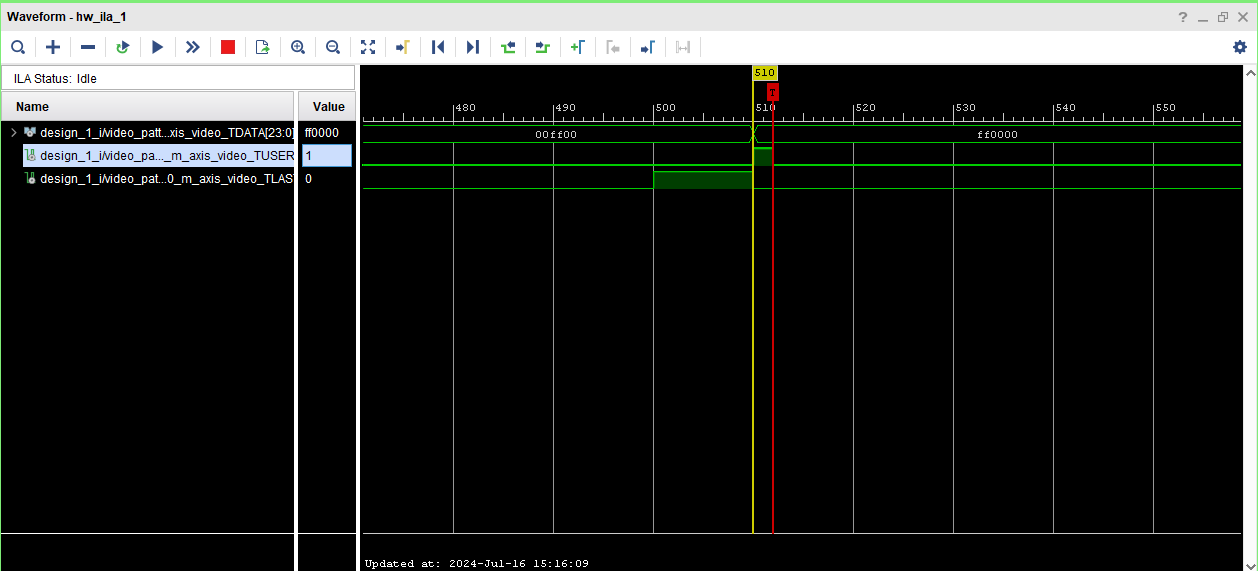 Waveform - hw_ila_1
ILA Status: Idle
Name Value
design_1_i/video_patt...xis_video_TDATA[23:0] ff0000
design_1_i/video_pa..._m_axis_video_TUSER 1
design_1_i/video_pat...0_m_axis_video_TLAS 0
510
T
480 490 500 510 520 530 540 550
00ff00 ff0000
Updated at: 2024-Jul-16 15:16:09